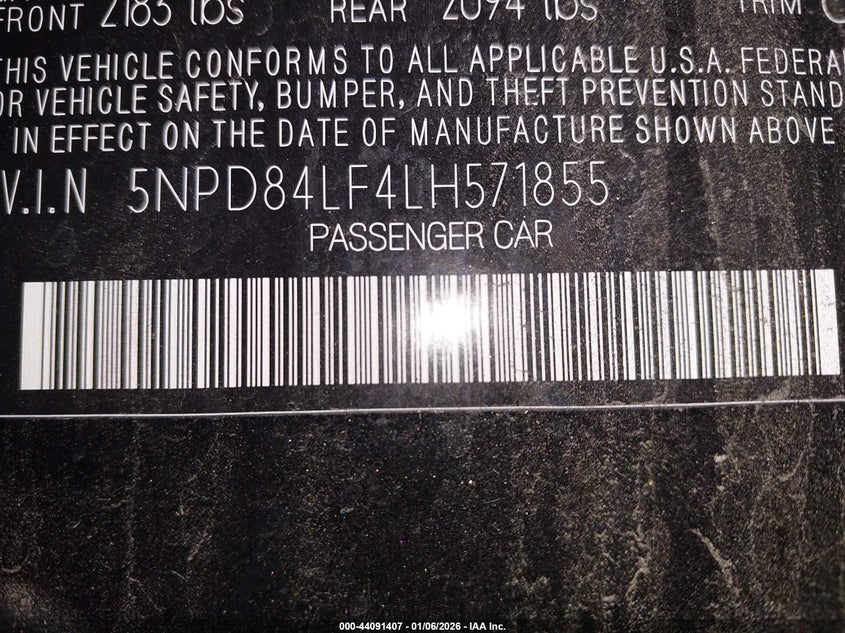 FRONT 2183 lbs REAR 2094 lbs TRIM
THIS VEHICLE CONFORMS TO ALL APPLICABLE U.S.A. FEDERAL
OR VEHICLE SAFETY, BUMPER, AND THEFT PREVENTION STAND
IN EFFECT ON THE DATE OF MANUFACTURE SHOWN ABOVE
V.I.N 5NPD84LF4LH571855
PASSENGER CAR
000-44091407 - 01/06/2026 - IAA Inc.